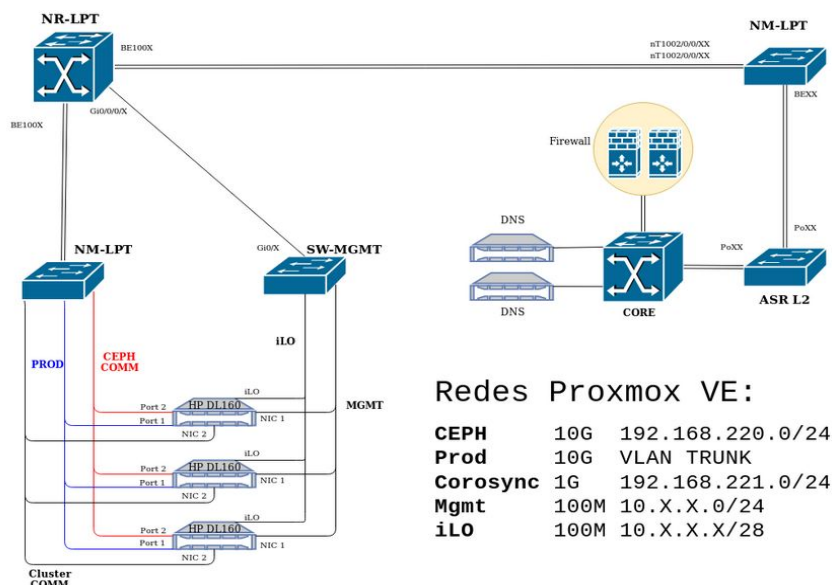 NR-LPT
BE100X
nT1002/0/0/XX
nT1002/0/0/XX
NM-LPT
BE100X
Gi0/0/0/X
BEXX
Firewall
DNS
DNS
PoXX
PoXX
CORE
ASR L2
NM-LPT
Gi0/X
SW-MGMT
PROD
CEPH
COMM
iLO
MGMT
iLO
HP DL160
Port 2
Port 1
NIC 1
NIC 2
iLO
HP DL160
Port 2
Port 1
NIC 1
NIC 2
iLO
HP DL160
Port 2
Port 1
NIC 1
NIC 2
Cluster
COMM
Redes Proxmox VE:
CEPH 10G 192.168.220.0/24
Prod 10G VLAN TRUNK
Corosync 1G 192.168.221.0/24
Mgmt 100M 10.X.X.0/24
iLO 100M 10.X.X.X/28